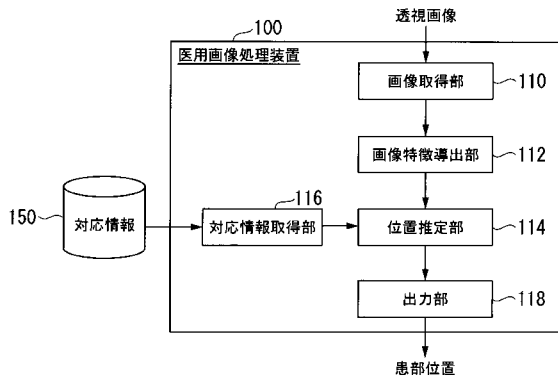 透視画像
100
医用画像処理装置
画像取得部
110
画像特徴導出部
112
116
150
対応情報
対応情報取得部
位置推定部
114
出力部
118
患部位置